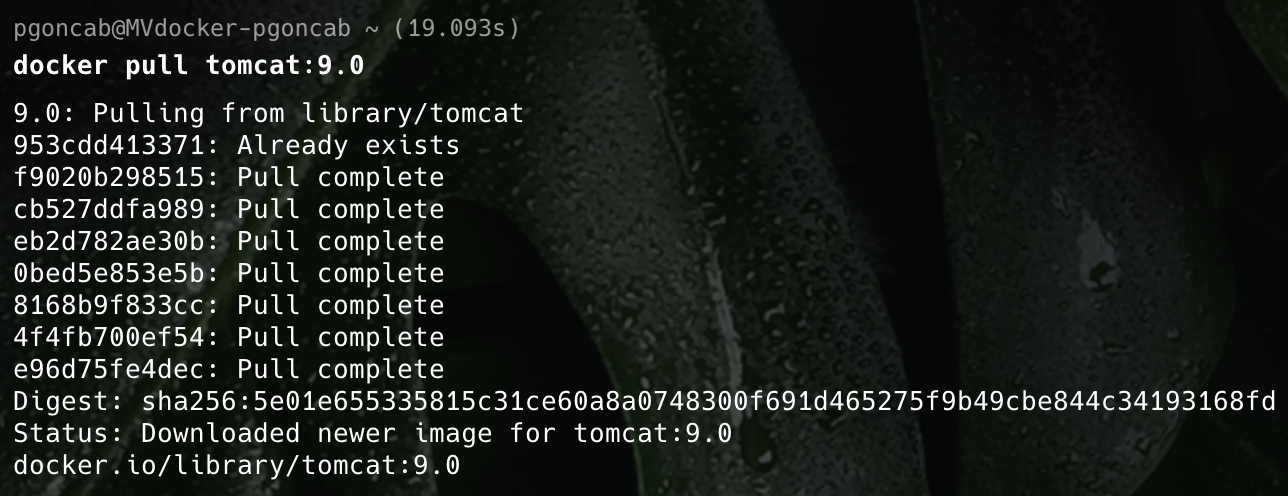 pgoncab@MVdocker-pgoncab ~ (19.093s)
docker pull tomcat:9.0
9.0: Pulling from library/tomcat
953cdd413371: Already exists
f9020b298515: Pull complete
cb527ddfa989: Pull complete
eb2d782ae30b: Pull complete
0bed5e853e5b: Pull complete
8168b9f833cc: Pull complete
4f4fb700ef54: Pull complete
e96d75fe4dec: Pull complete
Digest: sha256:5e01e655335815c31ce60a8a0748300f691d465275f9b49cbe844c34193168fd
Status: Downloaded newer image for tomcat:9.0
docker.io/library/tomcat:9.0